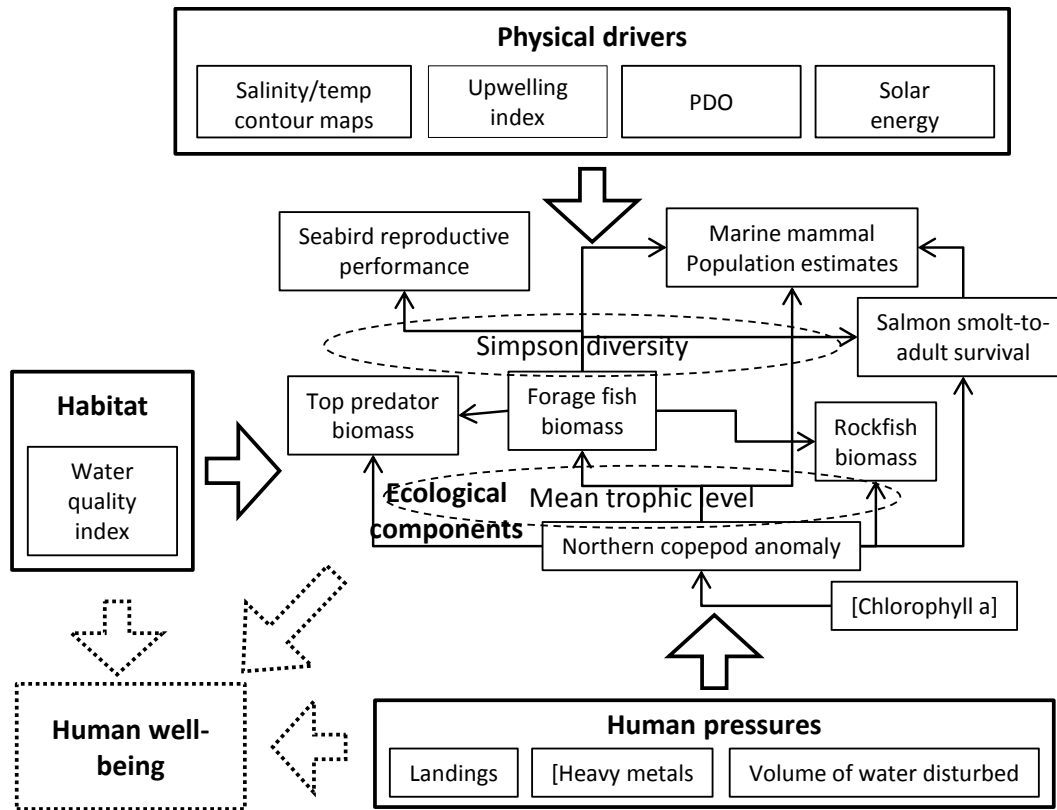 Physical drivers
Salinity/temp
contour maps
Upwelling
index
PDO
Solar
energy
Seabird reproductive
performance
Marine mammal
Population estimates
Salmon smolt-to-
adult survival
Simpson diversity
Habitat
Water
quality
index
Top predator
biomass
Forage fish
biomass
Rockfish
biomass
Ecological
components
Mean trophic level
Northern copepod anomaly
[Chlorophyll a]
Human well-
being
Human pressures
Landings
[Heavy metals
Volume of water disturbed